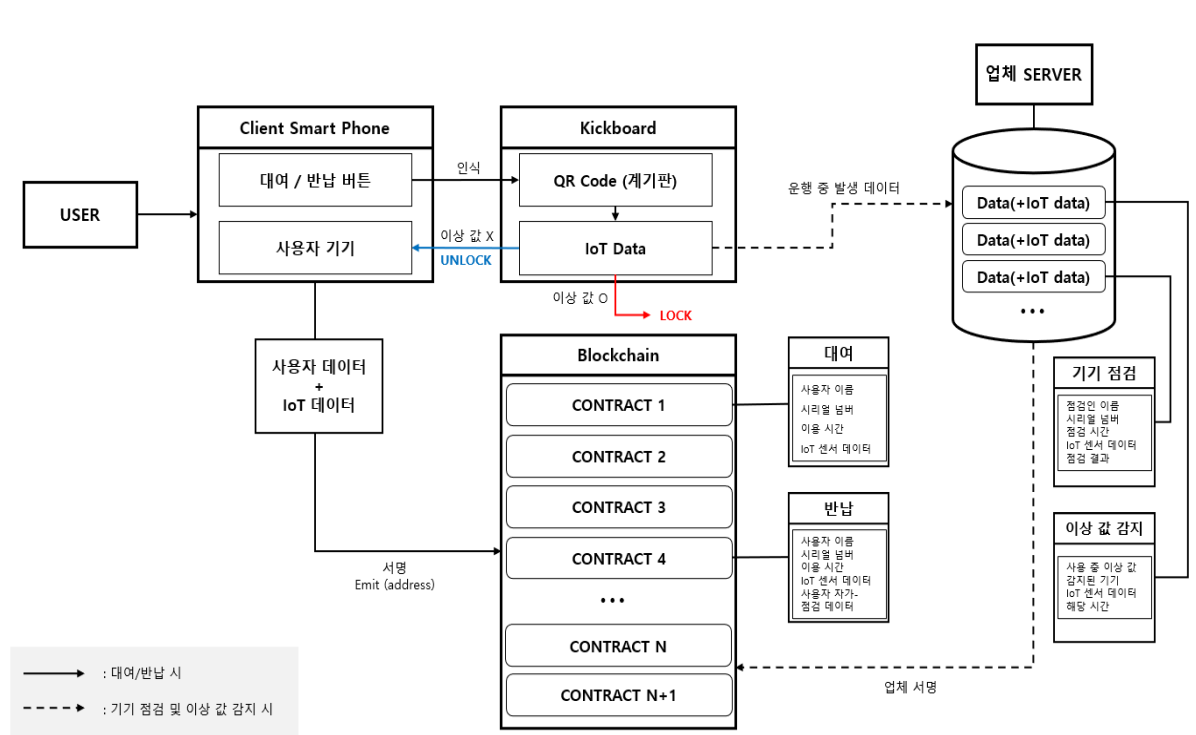 업체 SERVER
Client Smart Phone
대여 / 반납 버튼
사용자 기기
USER
인식
이상 값 X
UNLOCK
Kickboard
QR Code (계기판)
IoT Data
이상 값 O
LOCK
운행 중 발생 데이터
Data(+IoT data)
Data(+IoT data)
Data(+IoT data)
...
사용자 데이터
+
IoT 데이터
서명
Emit (address)
Blockchain
CONTRACT 1
CONTRACT 2
CONTRACT 3
CONTRACT 4
...
CONTRACT N
CONTRACT N+1
대여
사용자 이름
시리얼 넘버
이용 시간
IoT 센서 데이터
반납
사용자 이름
시리얼 넘버
이용 시간
IoT 센서 데이터
사용자 자가-
점검 데이터
기기 점검
점검인 이름
시리얼 넘버
점검 시간
IoT 센서 데이터
점검 결과
이상 값 감지
사용 중 이상 값
감지된 기기
IoT 센서 데이터
해당 시간
업체 서명
: 대여/반납 시
: 기기 점검 및 이상 값 감지 시